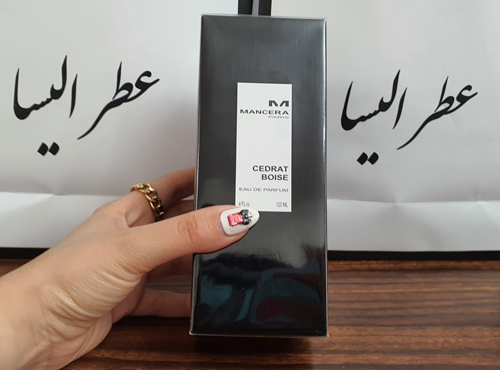 عطر الیسا
عطر الیسا
M
MANCERA
PARIS
CEDRAT
BOISE
EAU DE PARFUM
4 Fl.oz 120 ML